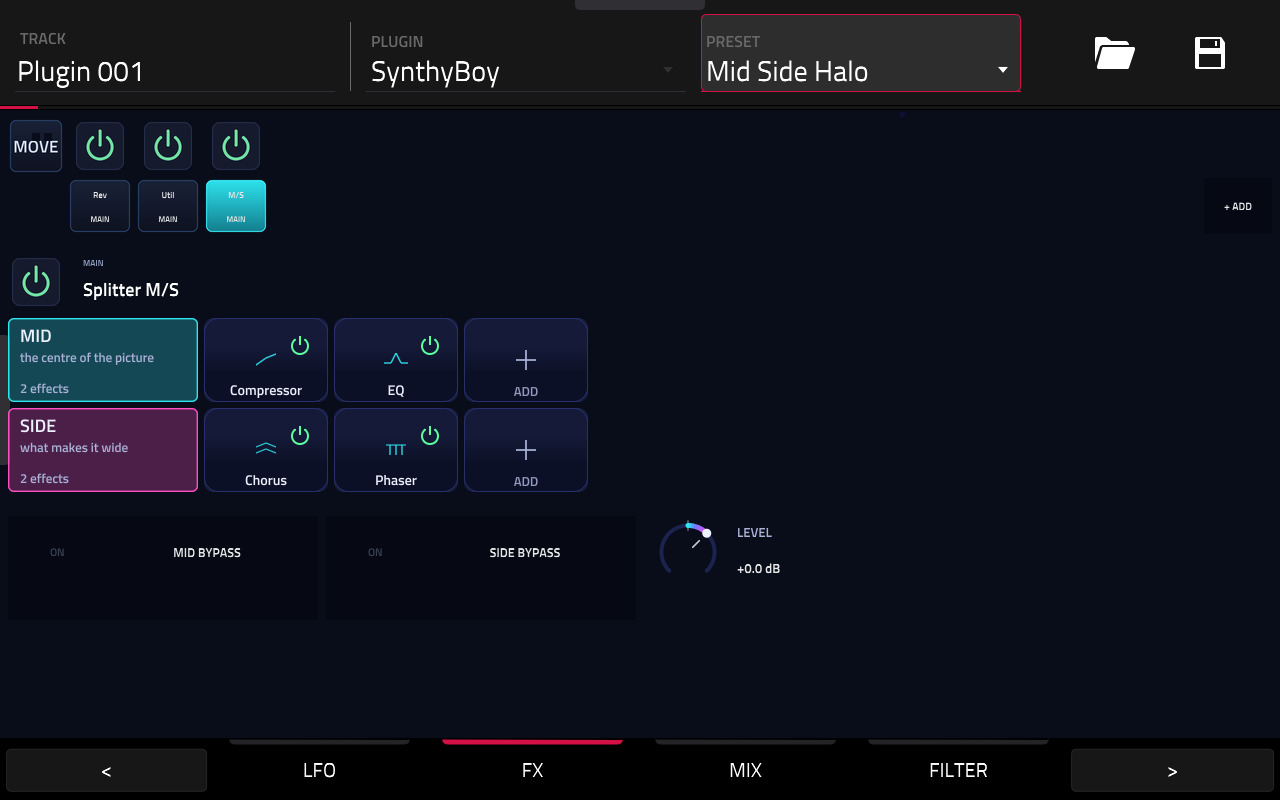 TRACK
Plugin 001
PLUGIN
SynthyBoy
PRESET
Mid Side Halo
MOVE
Rev
MAIN
Util
MAIN
M/S
MAIN
+ ADD
MAIN
Splitter M/S
MID
the centre of the picture
2 effects
Compressor
EQ
ADD
SIDE
what makes it wide
2 effects
Chorus
Phaser
ADD
ON
MID BYPASS
ON
SIDE BYPASS
LEVEL
+0.0 dB
<
LFO
FX
MIX
FILTER
>